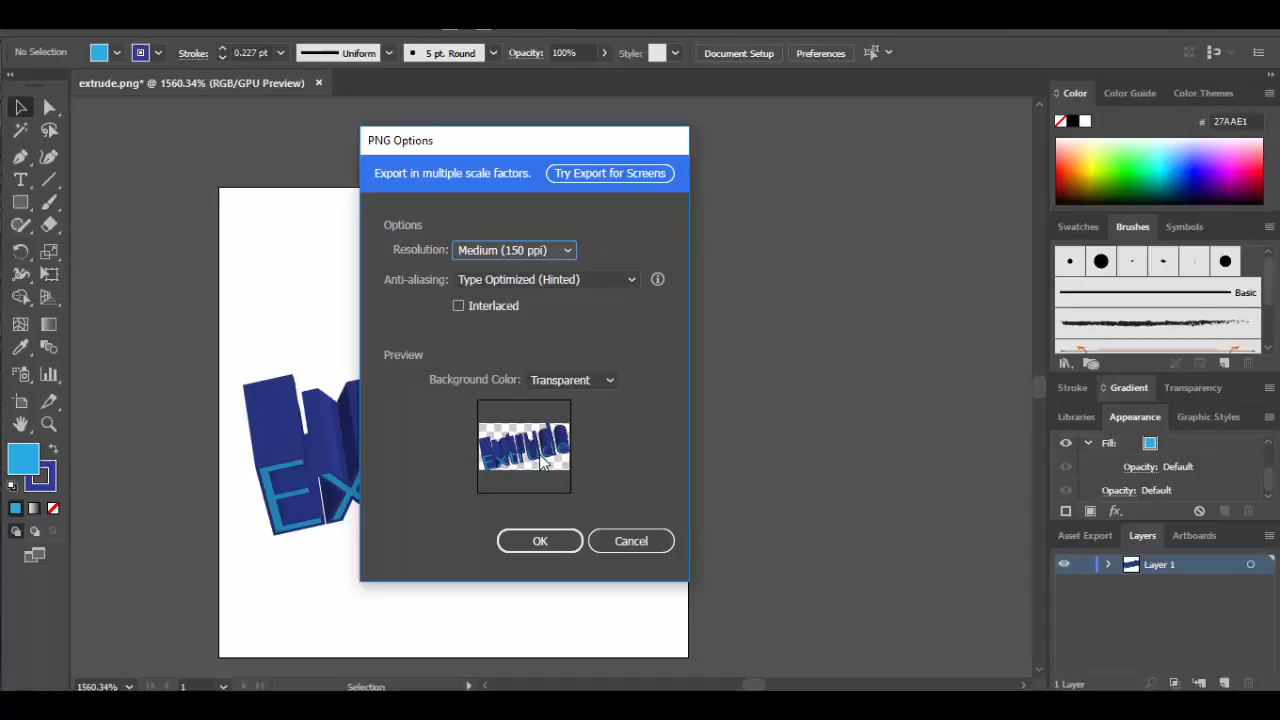 No Selection
Stroke: 0.227 pt Uniform 5 pt. Round Opacity: 100% Style: Document Setup Preferences
extrude.png* @ 1560.34% (RGB/GPU Preview) ×
PNG Options
Export in multiple scale factors. Try Export for Screens
Options
Resolution: Medium (150 ppi)
Anti-aliasing: Type Optimized (Hinted)
Interlaced
Preview
Background Color: Transparent
Extrude
OK Cancel
Ex
Color Color Guide Color Themes
# 27AAE1
Swatches Brushes Symbols
Basic
Stroke Gradient Transparency
Libraries Appearance Graphic Styles
Fill:
Opacity: Default
Opacity: Default
fx
Asset Export Layers Artboards
Layer 1
1560.34% 1 Selection
1 Layer